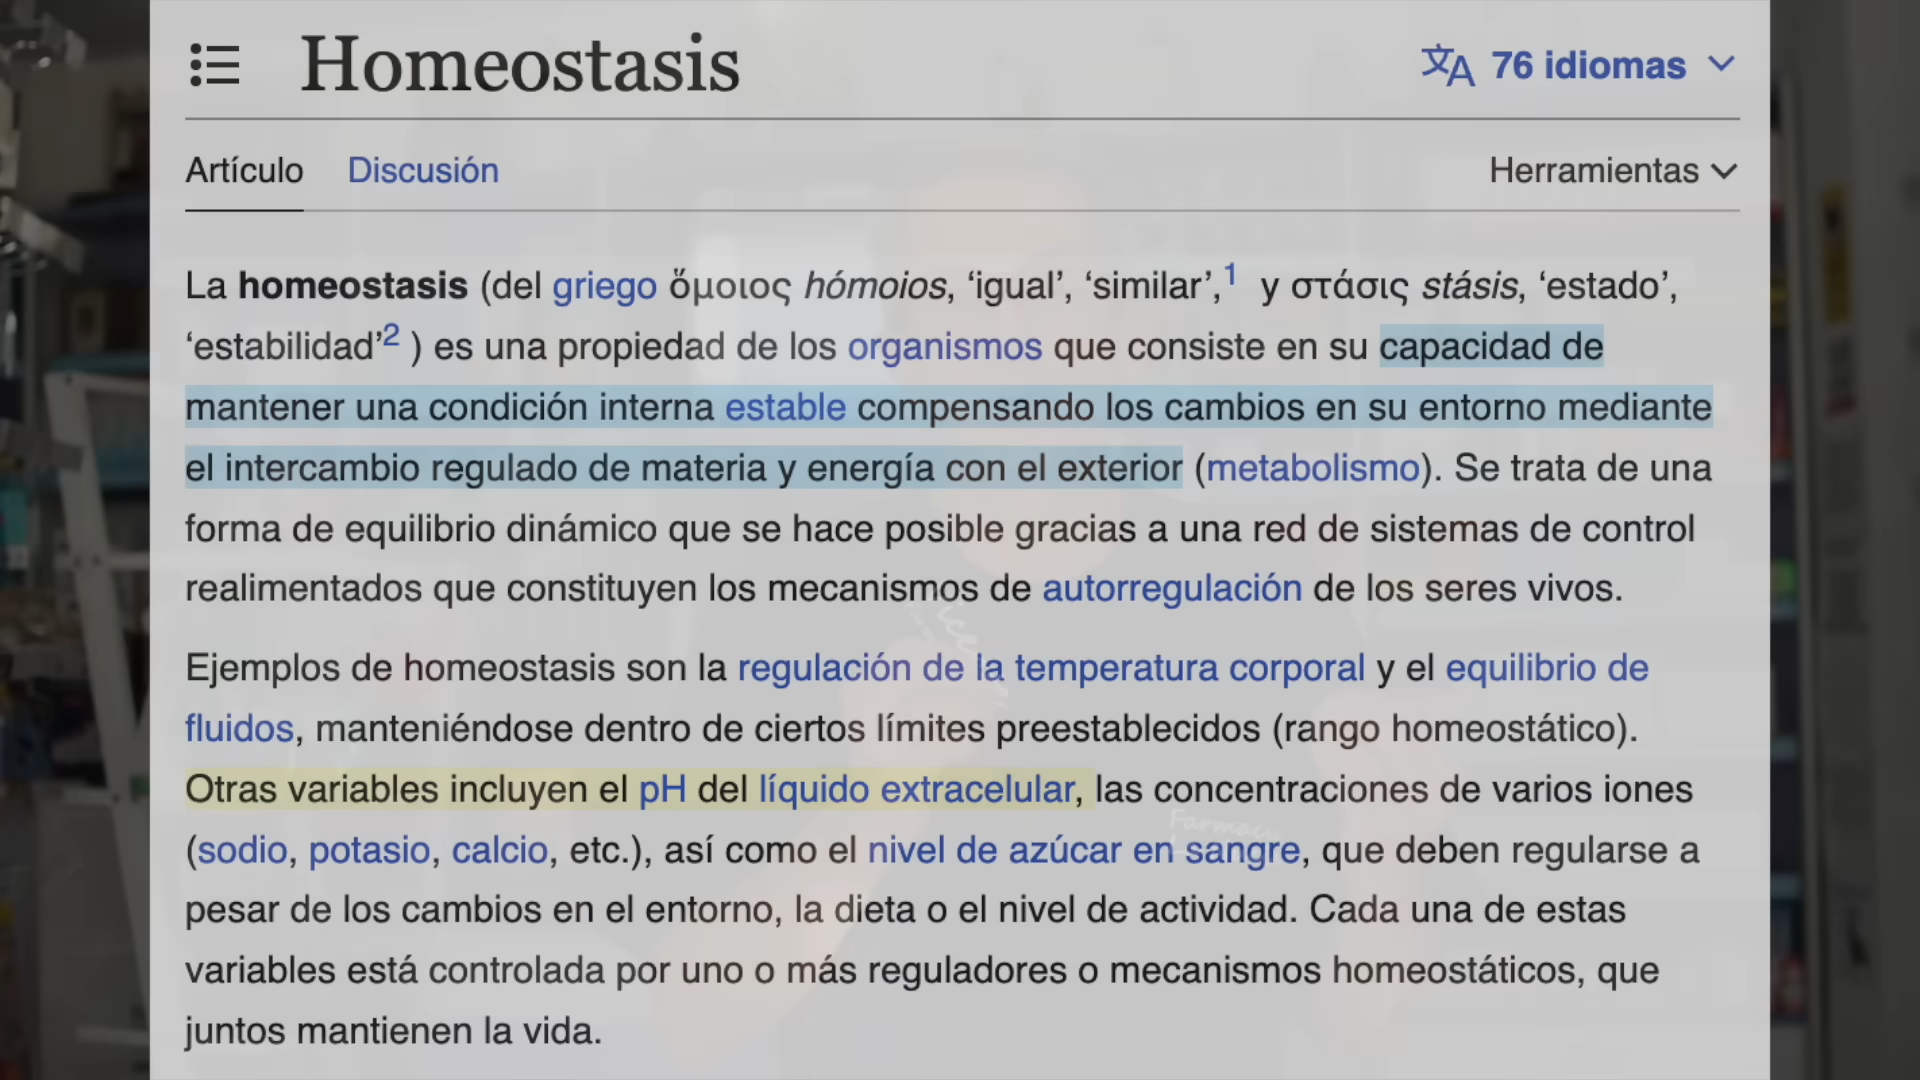 Homeostasis
76 idiomas
Artículo Discusión Herramientas
La homeostasis (del griego ὅμοιος hómoios, ‘igual’, ‘similar’,1 y στάσις stásis, ‘estado’,
‘estabilidad’2 ) es una propiedad de los organismos que consiste en su capacidad de
mantener una condición interna estable compensando los cambios en su entorno mediante
el intercambio regulado de materia y energía con el exterior (metabolismo). Se trata de una
forma de equilibrio dinámico que se hace posible gracias a una red de sistemas de control
realimentados que constituyen los mecanismos de autorregulación de los seres vivos.
Ejemplos de homeostasis son la regulación de la temperatura corporal y el equilibrio de
fluidos, manteniéndose dentro de ciertos límites preestablecidos (rango homeostático).
Otras variables incluyen el pH del líquido extracelular, las concentraciones de varios iones
(sodio, potasio, calcio, etc.), así como el nivel de azúcar en sangre, que deben regularse a
pesar de los cambios en el entorno, la dieta o el nivel de actividad. Cada una de estas
variables está controlada por uno o más reguladores o mecanismos homeostáticos, que
juntos mantienen la vida.